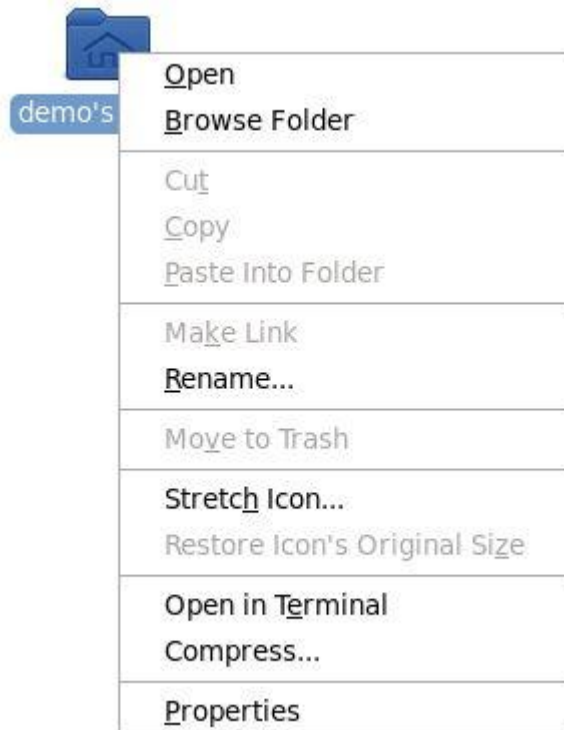 demo's
Open
Browse Folder
Cut
Copy
Paste Into Folder
Make Link
Rename...
Move to Trash
Stretch Icon...
Restore Icon's Original Size
Open in Terminal
Compress...
Properties